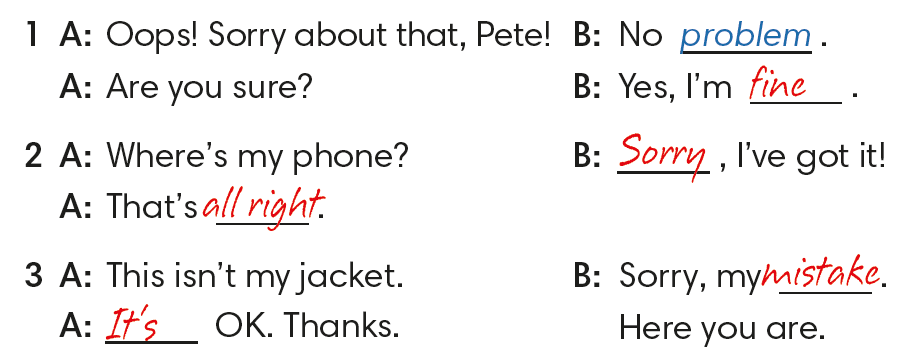 1 A: Oops! Sorry about that, Pete! B: No problem.
A: Are you sure? B: Yes, I'm fine.
2 A: Where's my phone? B: Sorry, I've got it!
A: That's all right.
3 A: This isn't my jacket. B: Sorry, my mistake.
A: It's OK. Thanks. Here you are.